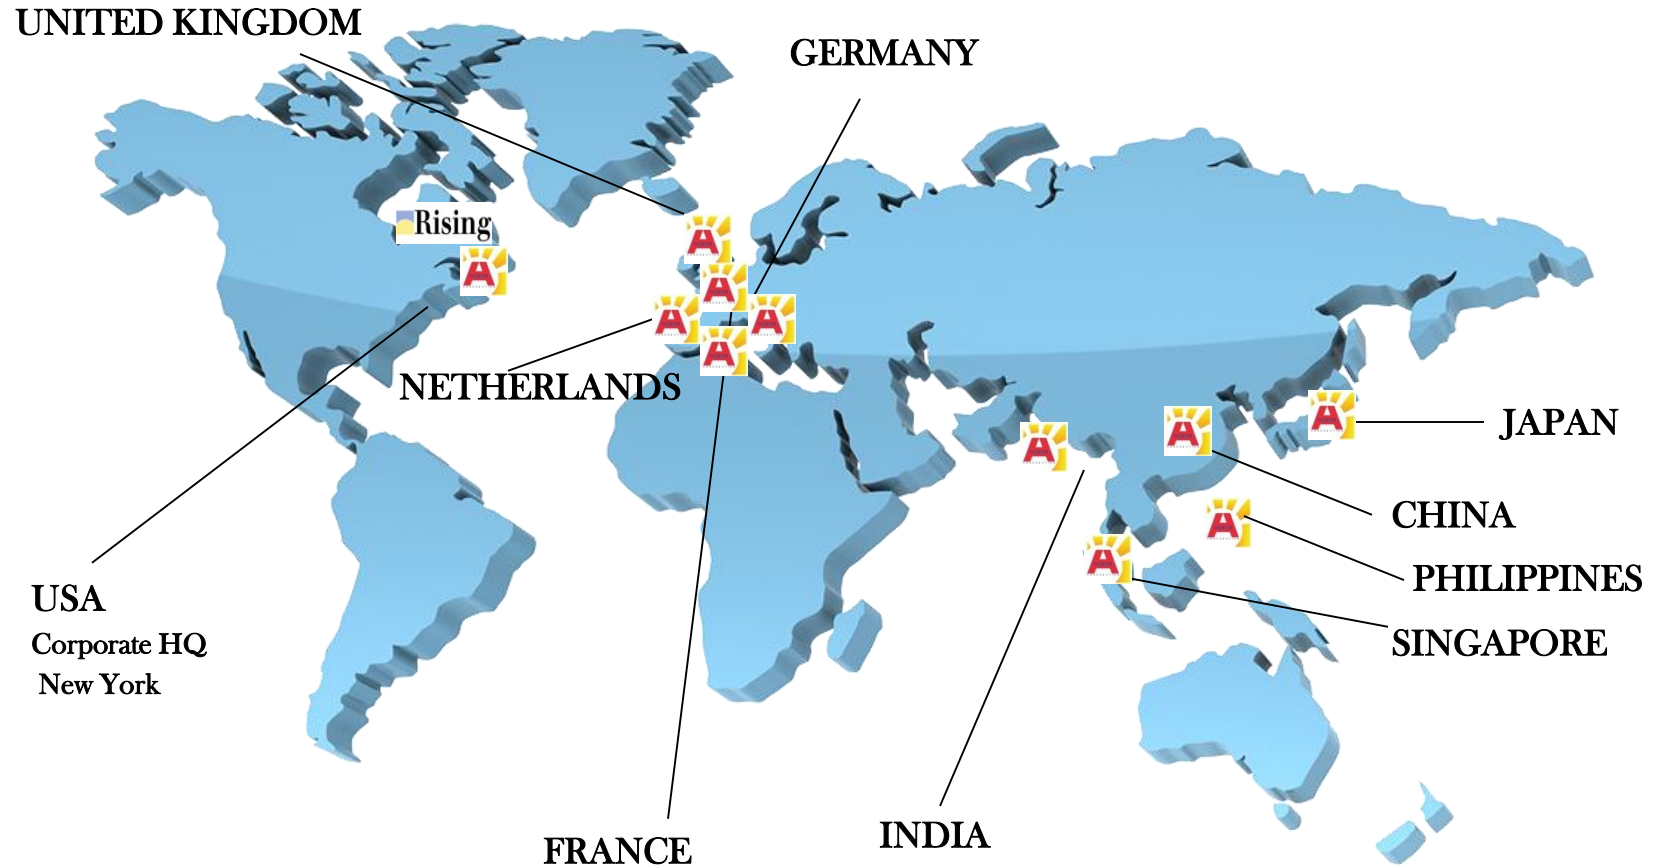 UNITED KINGDOM
GERMANY
Rising
NETHERLANDS
JAPAN
CHINA
PHILIPPINES
SINGAPORE
USA
Corporate HQ
New York
INDIA
FRANCE